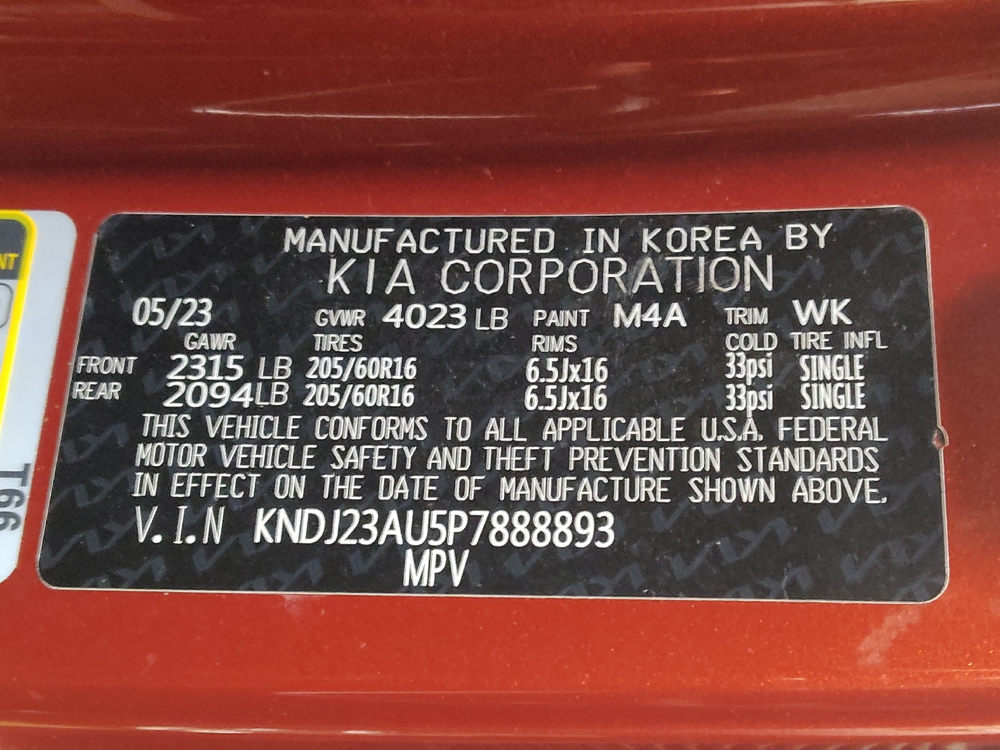 MANUFACTURED IN KOREA BY
KIA CORPORATION
05/23 GVWR 4023 LB PAINT M4A TRIM WK
GAWR TIRES RIMS COLD TIRE INFL
FRONT 2315 LB 205/60R16 6.5Jx16 33psi SINGLE
REAR 2094LB 205/60R16 6.5Jx16 33psi SINGLE
THIS VEHICLE CONFORMS TO ALL APPLICABLE U.S.A. FEDERAL
MOTOR VEHICLE SAFETY AND THEFT PREVENTION STANDARDS
IN EFFECT ON THE DATE OF MANUFACTURE SHOWN ABOVE.
V.I.N KNDJ23AU5P7888893
MPV
NT